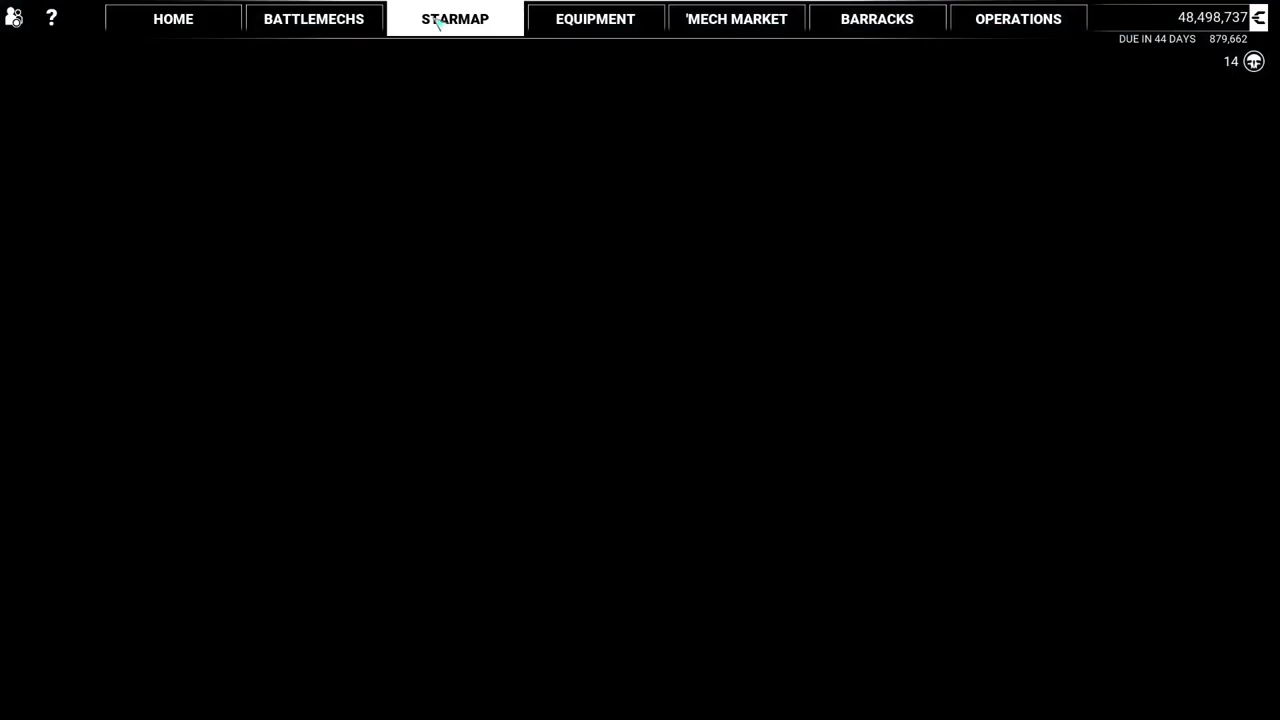 ?
HOME
BATTLEMECHS
STARMAP
EQUIPMENT
'MECH MARKET
BARRACKS
OPERATIONS
48,498,737
DUE IN 44 DAYS 879,662
14